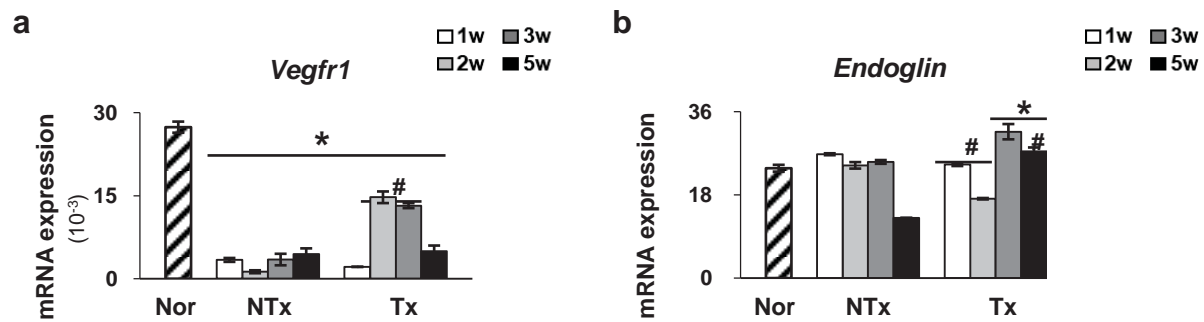 a
1w 3w
2w 5w
Vegfr1
mRNA expression
(10-3)
30
15
0
*
#
Nor NTx Tx
b
1w 3w
2w 5w
Endoglin
mRNA expression
36
18
0
*
# #
Nor NTx Tx